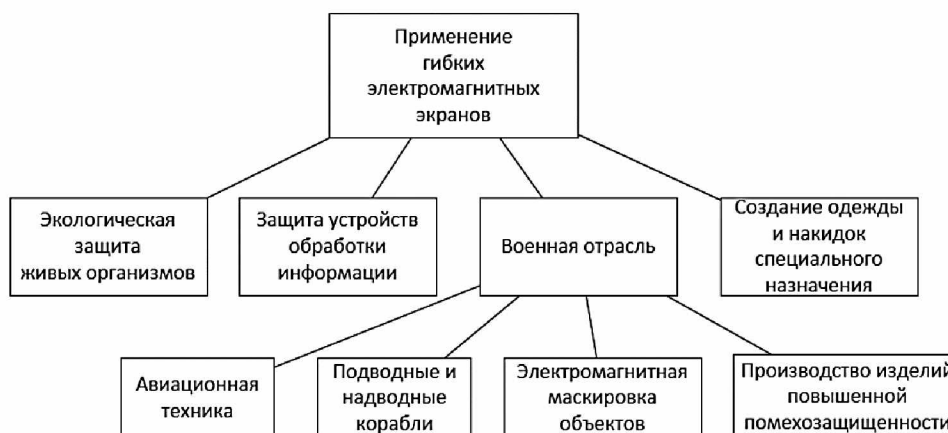 Применение
гибких
электромагнитных
экранов
Экологическая
защита
живых организмов
Защита устройств
обработки
информации
Военная отрасль
Создание одежды
и накидок
специального
назначения
Авиационная
техника
Подводные и
надводные
корабли
Электромагнитная
маскировка
объектов
Производство изделий
повышенной
помехозащищенности